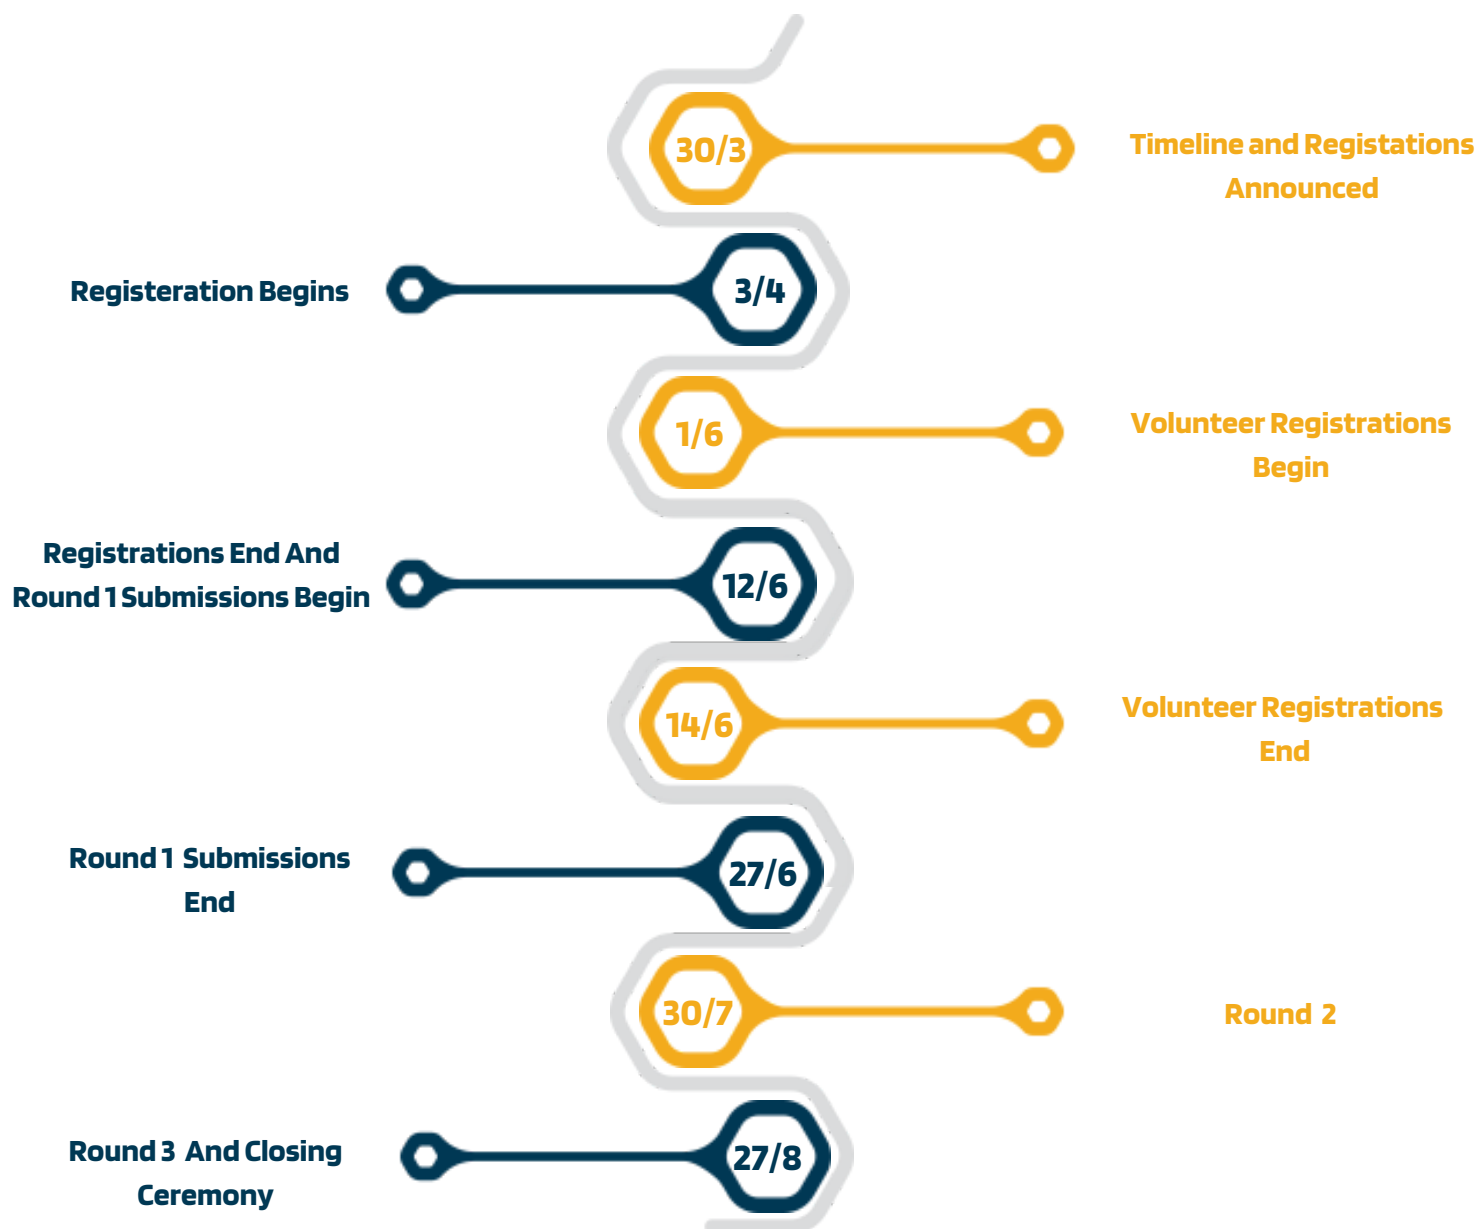 30/3
Timeline and Registations
Announced
Registeration Begins
3/4
1/6
Volunteer Registrations
Begin
Registrations End And
Round 1 Submissions Begin
12/6
14/6
Volunteer Registrations
End
Round 1 Submissions
End
27/6
30/7
Round 2
Round 3 And Closing
Ceremony
27/8